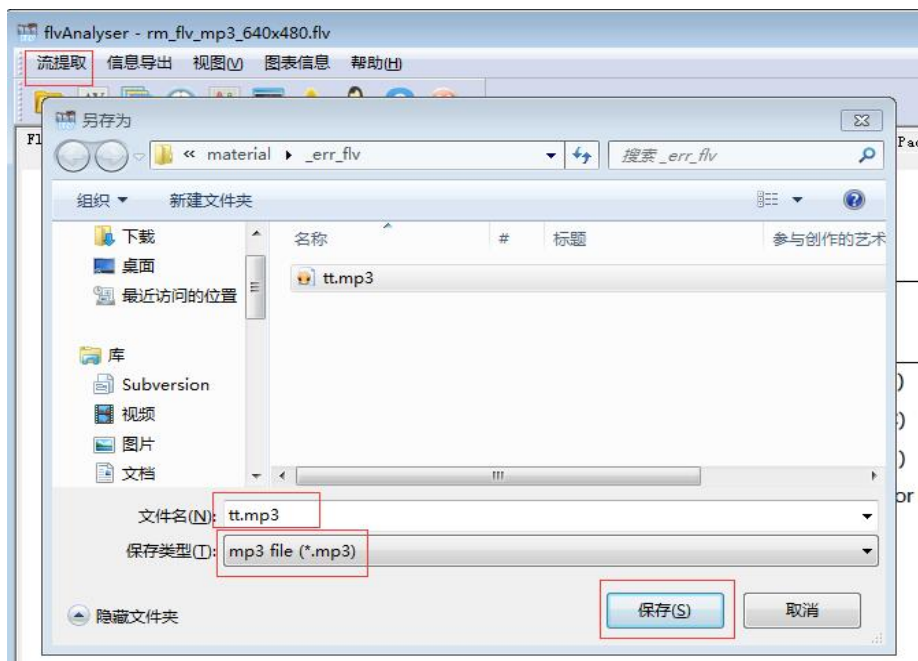 flvAnalyser - rm_flv_mp3_640x480.flv
流提取 信息导出 视图(V) 图表信息 帮助(H)
另存为
Fl
« material ▸ _err_flv 搜索 _err_flv
Pac
组织 新建文件夹
名称 # 标题 参与创作的艺术
下载
tt.mp3
桌面
最近访问的位置
库
Subversion
视频
图片
文档
)
)
)
or
文件名(N): tt.mp3
保存类型(T): mp3 file (*.mp3)
隐藏文件夹 保存(S) 取消